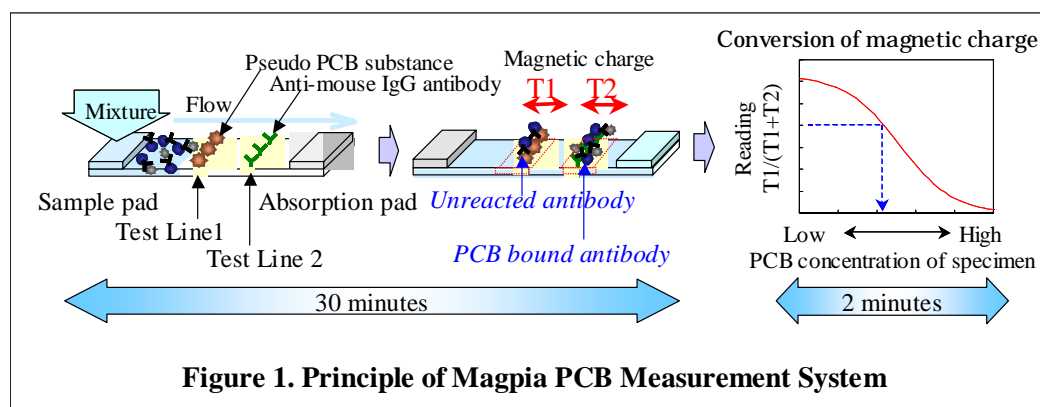 Pseudo PCB substance
Anti-mouse IgG antibody
Mixture
Flow
Sample pad
Test Line1
Test Line 2
Absorption pad
Magnetic charge
T1
T2
Unreacted antibody
PCB bound antibody
30 minutes
Conversion of magnetic charge
Reading
T1/(T1+T2)
Low
High
PCB concentration of specimen
2 minutes
Figure 1. Principle of Magpia PCB Measurement System